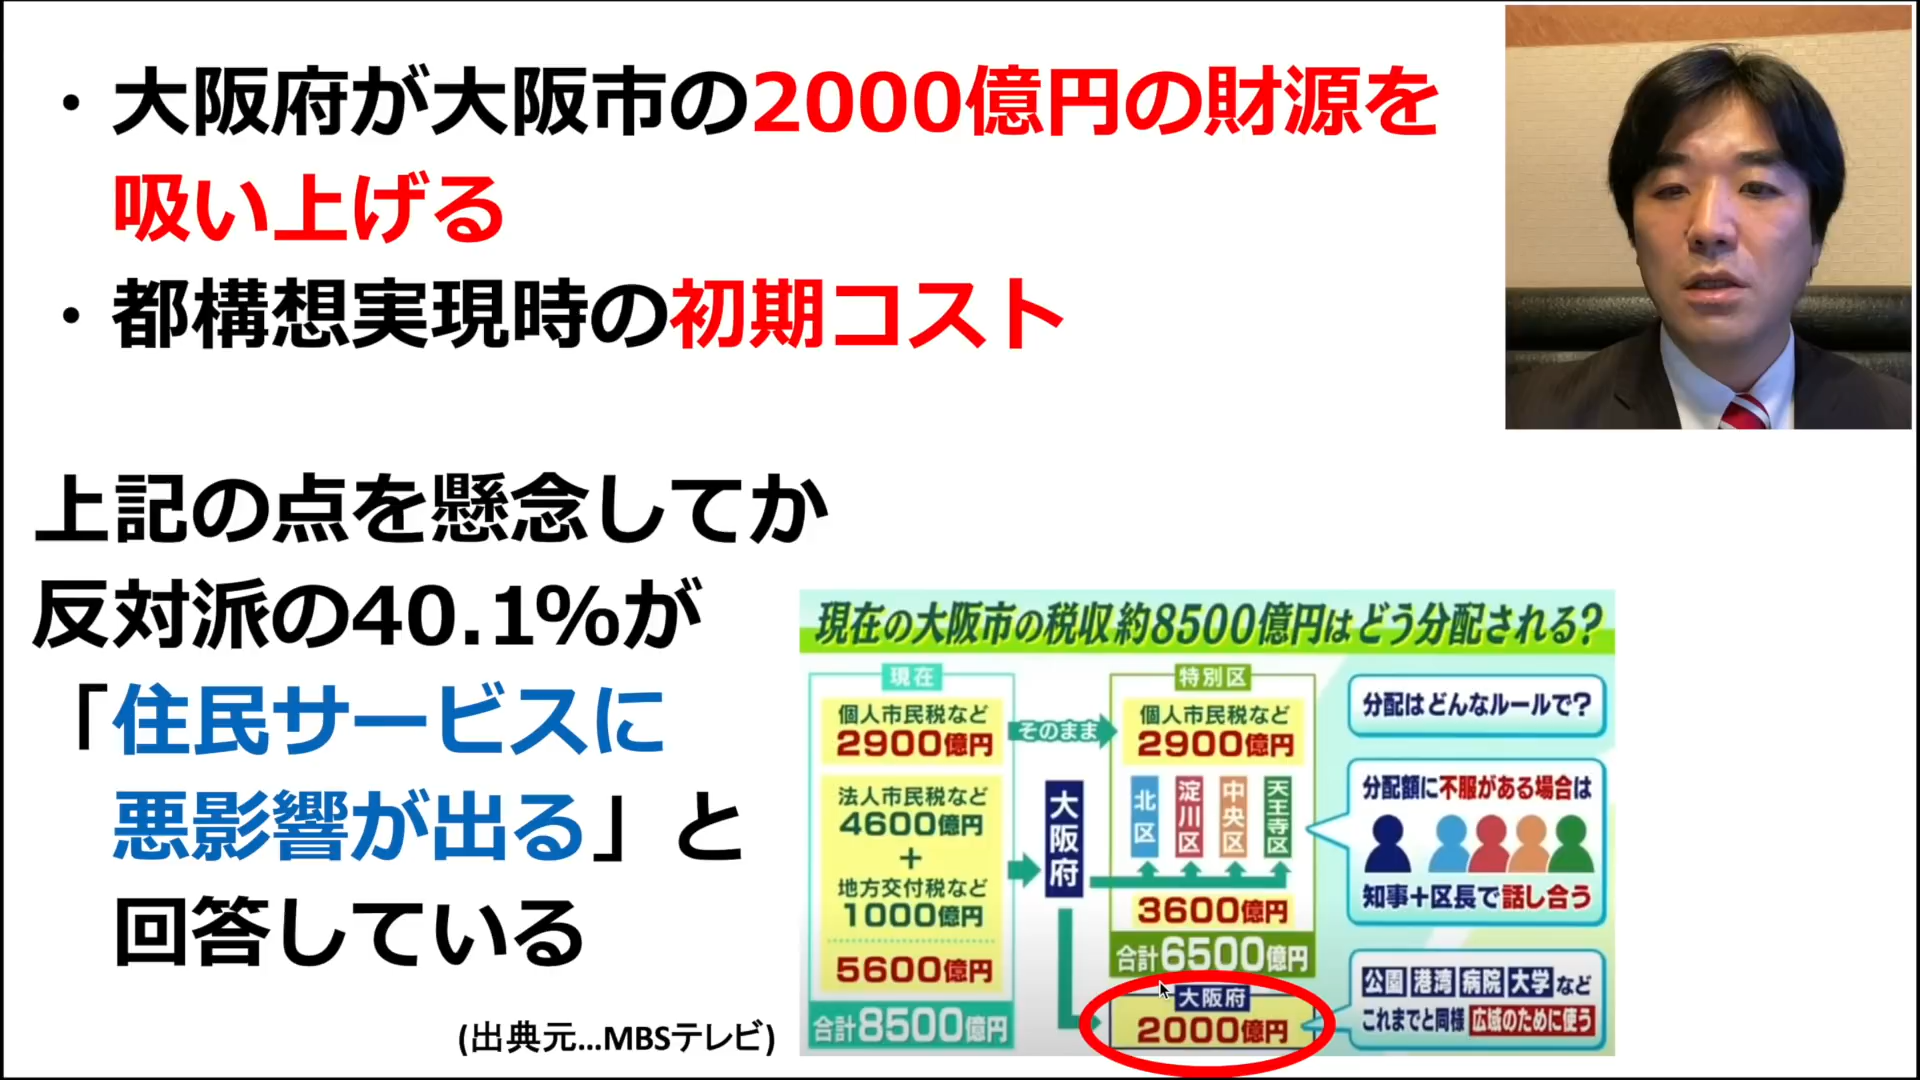 ・大阪府が大阪市の2000億円の財源を
吸い上げる
・都構想実現時の初期コスト
上記の点を懸念してか
反対派の40.1%が
「住民サービスに
悪影響が出る」と
回答している
(出典元…MBSテレビ)
現在の大阪市の税収約8500億円はどう分配される?
現在
個人市民税など
2900億円
法人市民税など
4600億円
+
地方交付税など
1000億円
5600億円
合計8500億円
そのまま
大阪府
特別区
個人市民税など
2900億円
北区
淀川区
中央区
天王寺区
3600億円
合計6500億円
大阪府
2000億円
分配はどんなルールで?
分配額に不服がある場合は
知事+区長で話し合う
公園 港湾 病院 大学など
これまでと同様 広域のために使う